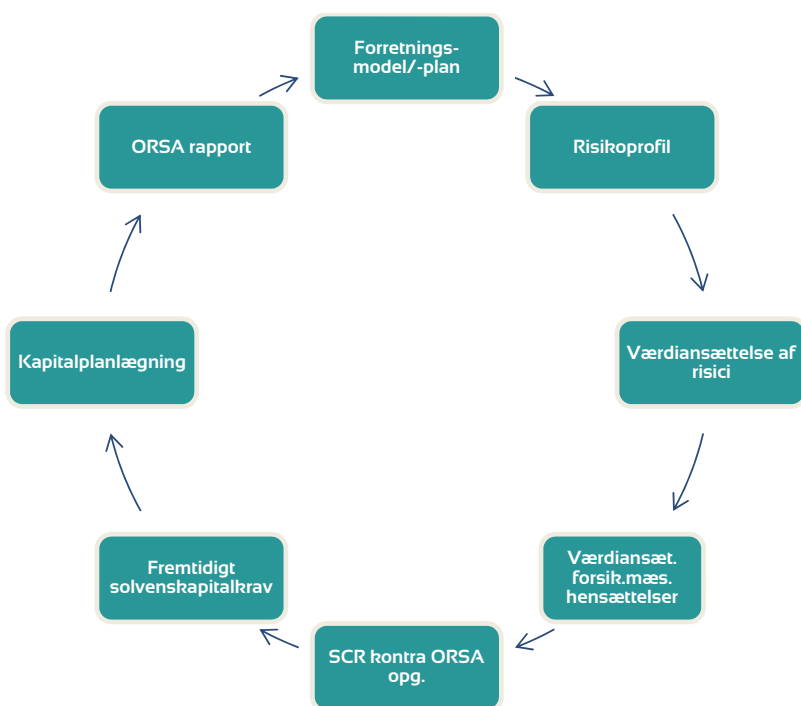 Forretnings-
model/-plan
Risikoprofil
Værdiansættelse af
risici
Værdiansæt.
forsik.mæs.
hensættelser
SCR kontra ORSA
opg.
Fremtidigt
solvenskapitalkrav
Kapitalplanlægning
ORSA rapport